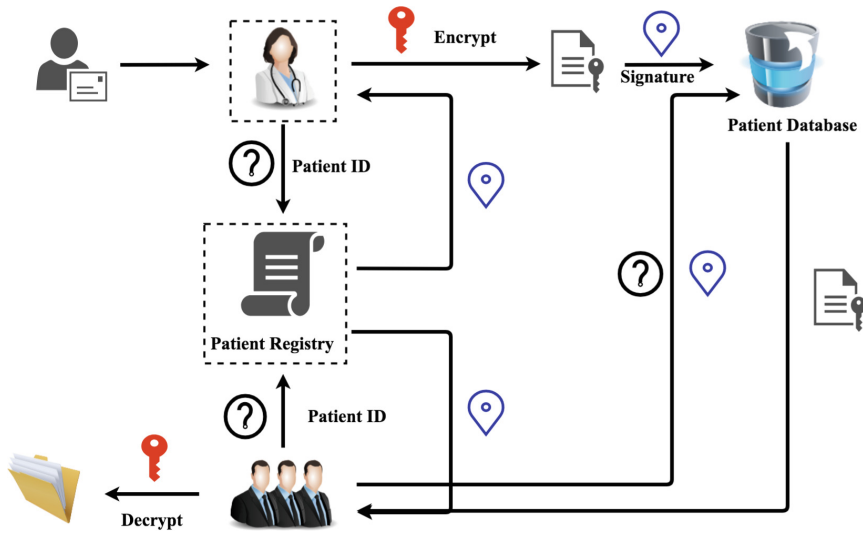 Encrypt
Signature
Patient Database
Patient ID
Patient Registry
Patient ID
Decrypt